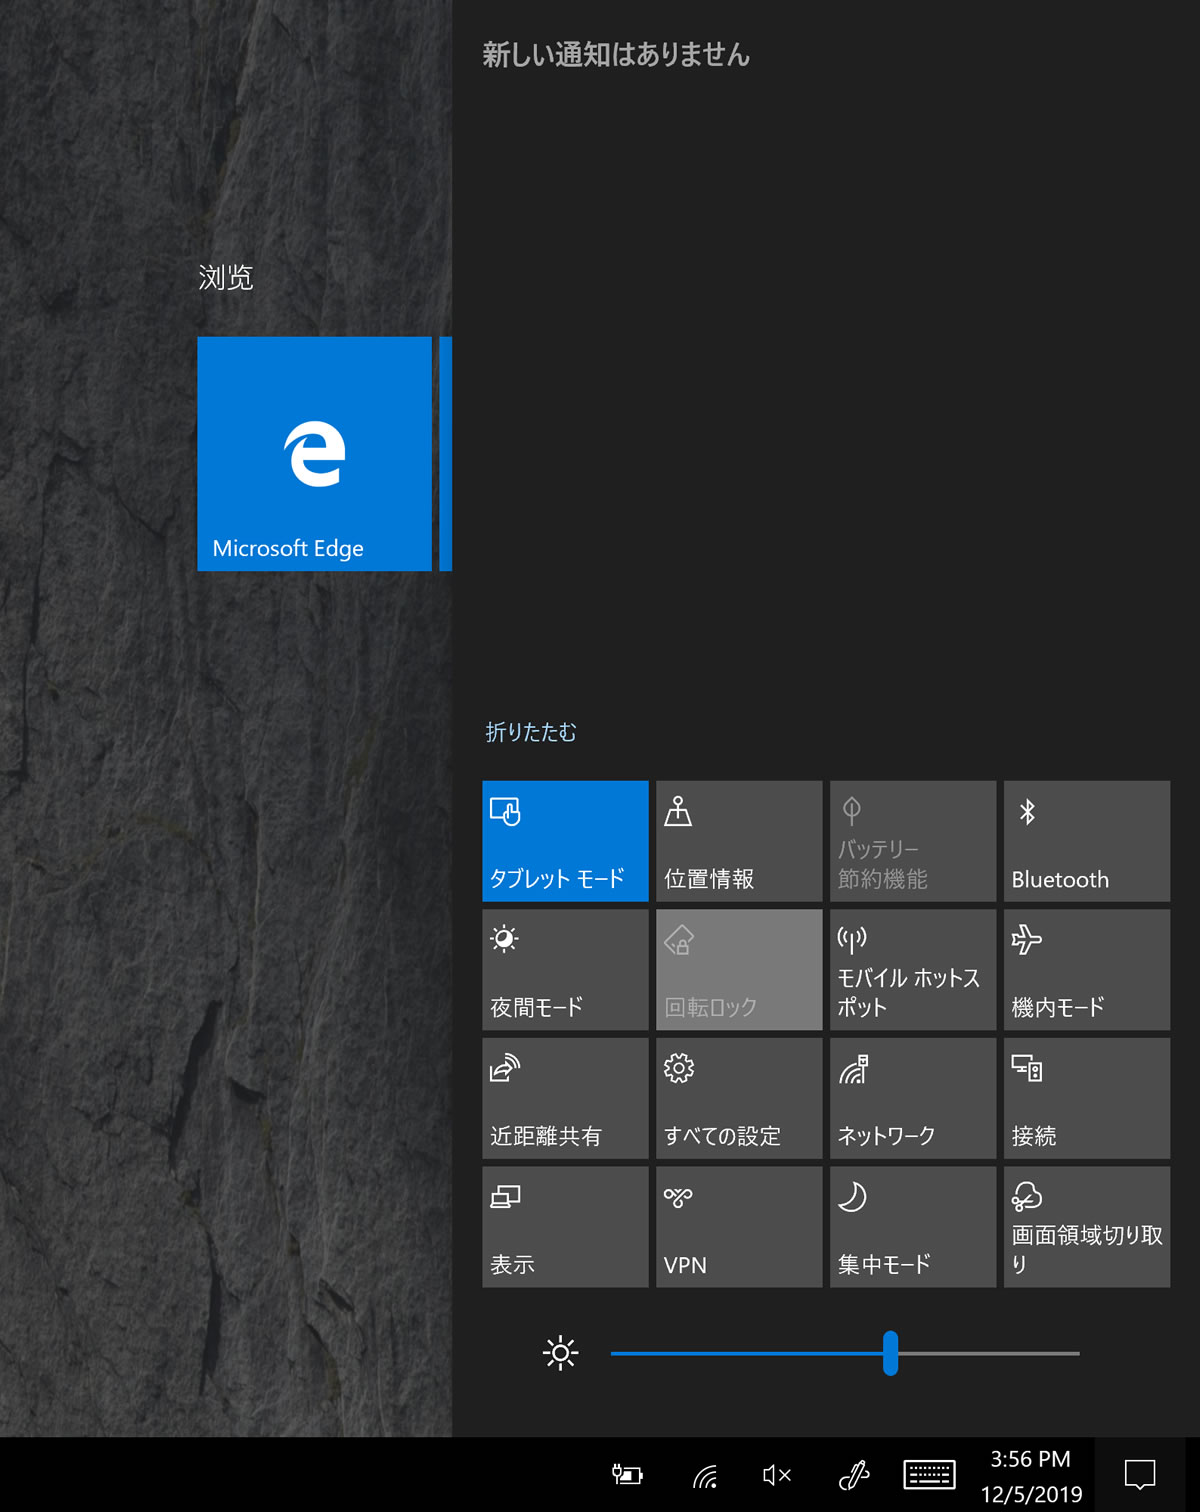 新しい通知はありません
浏览
Microsoft Edge
折りたたむ
タブレット モード
位置情報
バッテリー
節約機能
Bluetooth
夜間モード
回転ロック
モバイル ホットス
ポット
機内モード
近距離共有
すべての設定
ネットワーク
接続
表示
VPN
集中モード
画面領域切り取
り
3:56 PM
12/5/2019